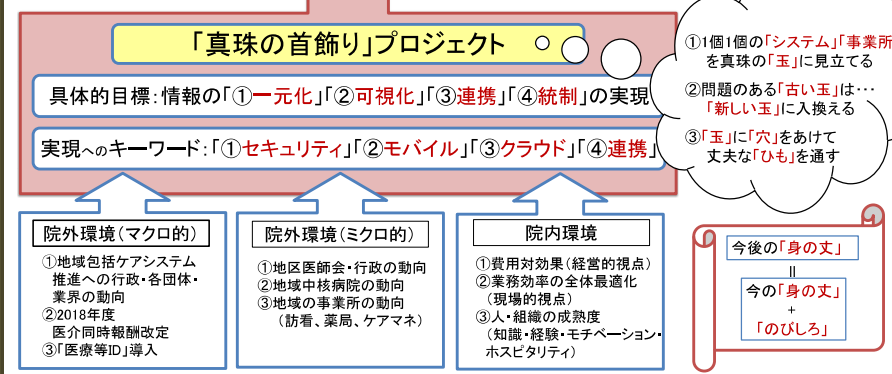 「真珠の首飾り」プロジェクト
具体的目標:情報の「①一元化」「②可視化」「③連携」「④統制」の実現
実現へのキーワード:「①セキュリティ」「②モバイル」「③クラウド」「④連携」
①1個1個の「システム」「事業所
を真珠の「玉」に見立てる
②問題のある「古い玉」は…
「新しい玉」に入換える
③「玉」に「穴」をあけて
丈夫な「ひも」を通す
院外環境(マクロ的)
①地域包括ケアシステム
推進への行政・各団体・
業界の動向
②2018年度
医介同時報酬改定
③「医療等ID」導入
院外環境(ミクロ的)
①地区医師会・行政の動向
②地域中核病院の動向
③地域の事業所の動向
(訪看、薬局、ケアマネ)
院内環境
①費用対効果(経営的視点)
②業務効率の全体最適化
(現場的視点)
③人・組織の成熟度
(知識・経験・モチベーション・
ホスピタリティ)
今後の「身の丈」
=
今の「身の丈」
+
「のびしろ」